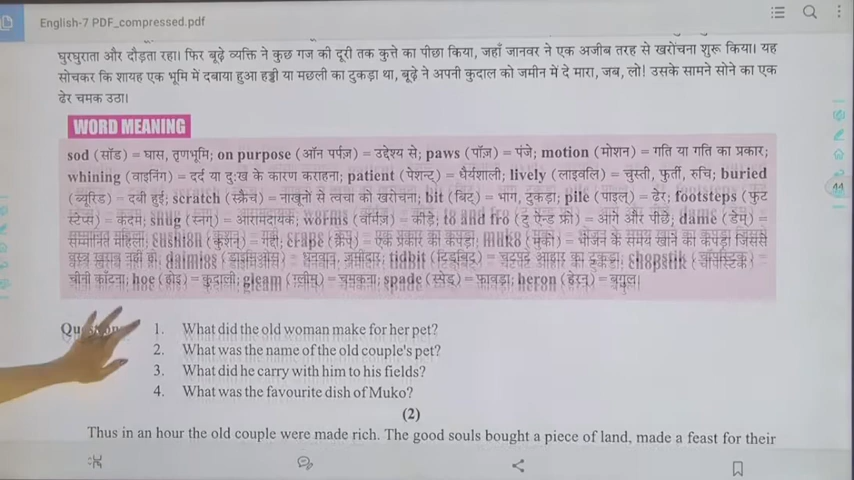 English-7 PDF_compressed.pdf
घुरघुराता और दौड़ता रहा। फिर बूढ़े व्यक्ति ने कुछ गज की दूरी तक कुत्ते का पीछा किया, जहाँ जानवर ने एक अजीब तरह से खरोंचना शुरू किया। यह
सोचकर कि शायह एक भूमि में दबाया हुआ हड्डी या मछली का टुकड़ा था, बूढ़े ने अपनी कुदाल को जमीन में दे मारा, जब, लो! उसके सामने सोने का एक
ढेर चमक उठा।
WORD MEANING
sod (सॉड) = घास, तृणभूमि; on purpose (ऑन पर्पज़) = उद्देश्य से; paws (पॉज़) = पंजे; motion (मोशन) = गति या गति का प्रकार;
whining (वाइनिंग) = दर्द या दुःख के कारण कराहना; patient (पेशन्ट) = धैर्यशाली; lively (लाइवलि) = चुस्ती, फुर्ती, रुचि; buried
(ब्यूरिड) = दबी हुई; scratch (स्क्रैच) = नाखूनों से त्वचा को खरोचना; bit (बिट्) = भाग, टुकड़ा; pile (पाइल्) = ढेर; footsteps (फुट
स्टेप्स) = कदम; snug (स्नग्) = आरामदायक; worms (वॉर्मज़) = कीड़े; to and fro (टु ऐन्ड फ्रो) = आगे और पीछे; dame (डेम्) =
सम्मानित महिला; cushion (कुशन) = गद्दी; crape (क्रेप) = एक प्रकार का कपड़ा; muko (मुको) = भोजन के समय खाने का कपड़ा जिससे
वस्त्र खराब नहीं हो; daimios (डाइमिओस) = धनवान, ज़मींदार; tidbit (टिडबिट) = चटपटे आहार का टुकड़ा; chopstik (चॉपस्टिक) =
चीनी काँटना; hoe (होइ) = कुदाली; gleam (ग्लीम्) = चमकना; spade (स्पेड्) = फावड़ा; heron (हेरन्) = बगुला।
44
1. What did the old woman make for her pet?
2. What was the name of the old couple's pet?
3. What did he carry with him to his fields?
4. What was the favourite dish of Muko?
(2)
Thus in an hour the old couple were made rich. The good souls bought a piece of land, made a feast for their